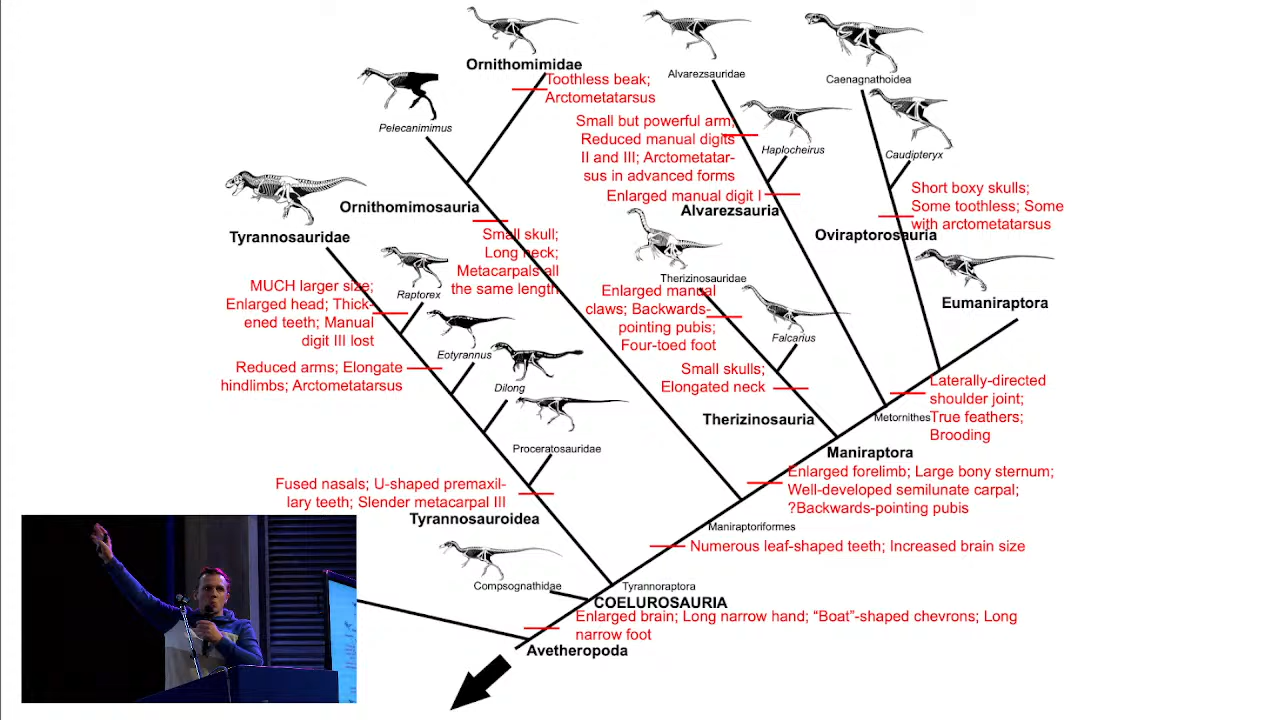 Ornithomimidae
Toothless beak;
Arctometatarsus
Alvarezsauridae
Caenagnathoidea
Pelecanimimus
Small but powerful arm;
Reduced manual digits
II and III; Arctometatar-
sus in advanced forms
Haplocheirus
Caudipteryx
Enlarged manual digit I
Alvarezsauria
Short boxy skulls;
Some toothless; Some
with arctometatarsus
Oviraptorosauria
Ornithomimosauria
Small skull;
Long neck;
Metacarpals all
the same length
Tyrannosauridae
Therizinosauridae
Enlarged manual
claws; Backwards-
pointing pubis;
Four-toed foot
Falcarius
Eumaniraptora
MUCH larger size;
Enlarged head; Thick-
ened teeth; Manual
digit III lost
Raptorex
Eotyrannus
Reduced arms; Elongate
hindlimbs; Arctometatarsus
Dilong
Small skulls;
Elongated neck
Therizinosauria
Laterally-directed
shoulder joint;
True feathers;
Brooding
Metornithes
Proceratosauridae
Maniraptora
Enlarged forelimb; Large bony sternum;
Well-developed semilunate carpal;
?Backwards-pointing pubis
Fused nasals; U-shaped premaxil-
lary teeth; Slender metacarpal III
Tyrannosauroidea
Maniraptoriformes
Numerous leaf-shaped teeth; Increased brain size
Compsognathidae
Tyrannoraptora
COELUROSAURIA
Enlarged brain; Long narrow hand; “Boat”-shaped chevrons; Long
narrow foot
Avetheropoda